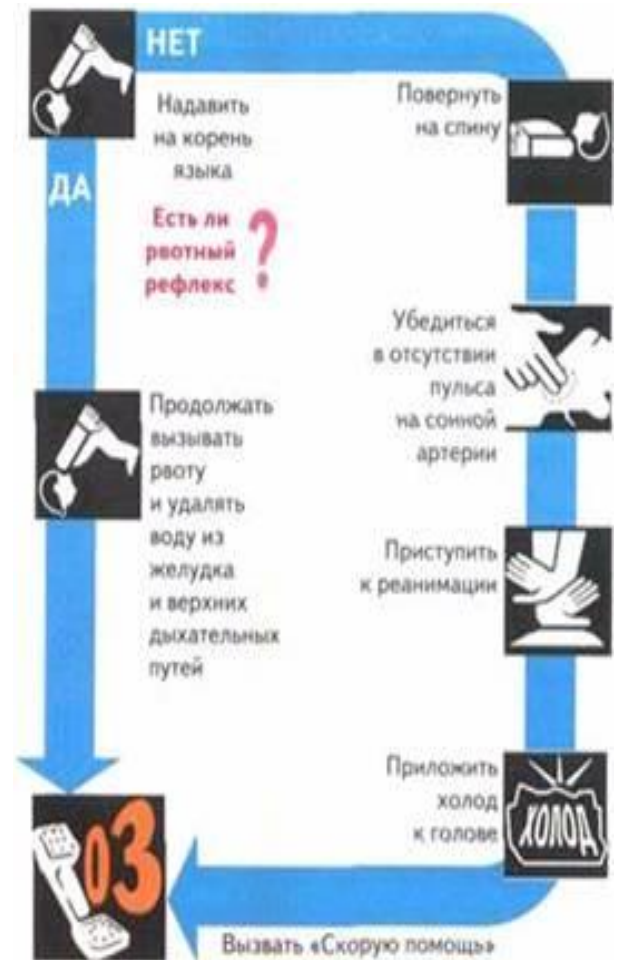 НЕТ
Надавить
на корень
языка
ДА
Есть ли
рвотный
рефлекс
?
Продолжать
вызывать
рвоту
и удалять
воду из
желудка
и верхних
дыхательных
путей
Повернуть
на спину
Убедиться
в отсутствии
пульса
на сонной
артерии
Приступить
к реанимации
Приложить
холод
к голове
ХОЛОД
03
Вызвать «Скорую помощь»